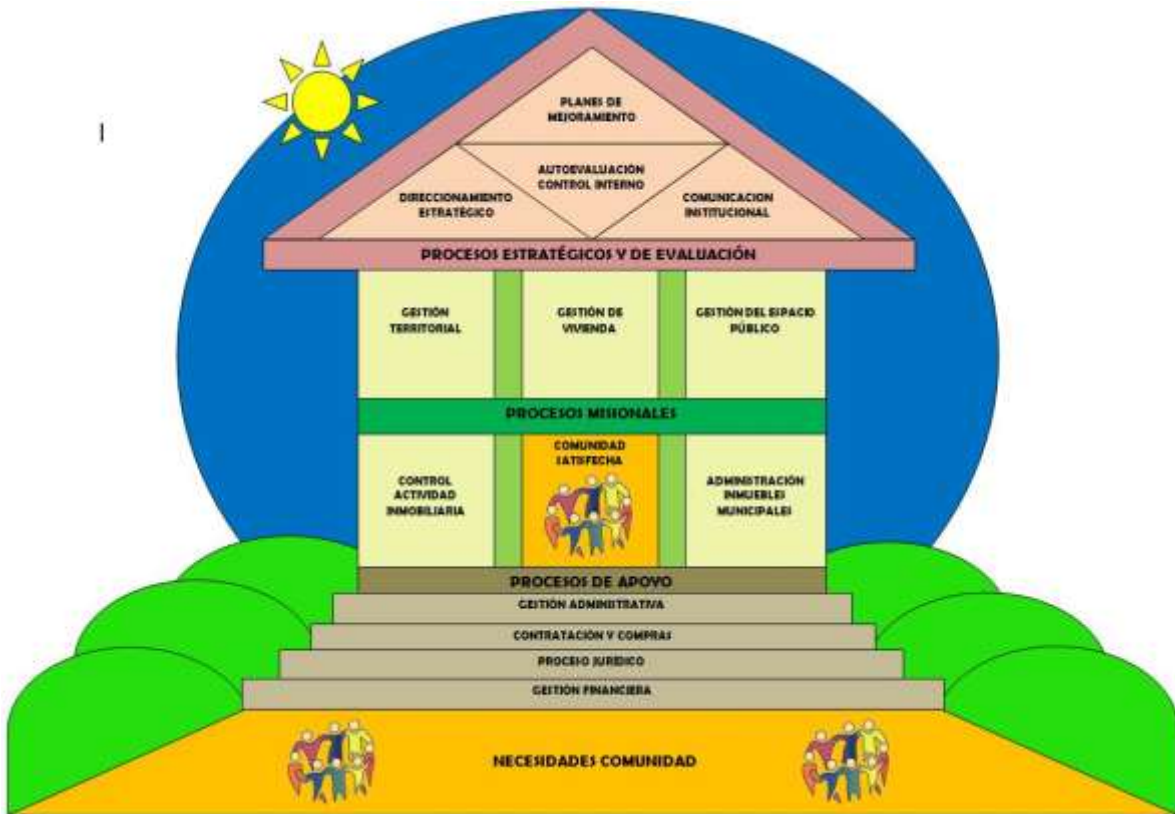 PLANES DE
MEJORAMIENTO
AUTOEVALUACIÓN
CONTROL INTERNO
DIRECCIONAMIENTO
ESTRATÉGICO
COMUNICACION
INSTITUCIONAL
PROCESOS ESTRATÉGICOS Y DE EVALUACIÓN
GESTIÓN
TERRITORIAL
GESTIÓN DE
VIVIENDA
GESTIÓN DEL ESPACIO
PÚBLICO
PROCESOS MISIONALES
CONTROL
ACTIVIDAD
INMOBILIARIA
COMUNIDAD
SATISFECHA
ADMINISTRACIÓN
INMUEBLES
MUNICIPALES
PROCESOS DE APOYO
GESTIÓN ADMINISTRATIVA
CONTRATACIÓN Y COMPRAS
PROCESO JURÍDICO
GESTIÓN FINANCIERA
NECESIDADES COMUNIDAD